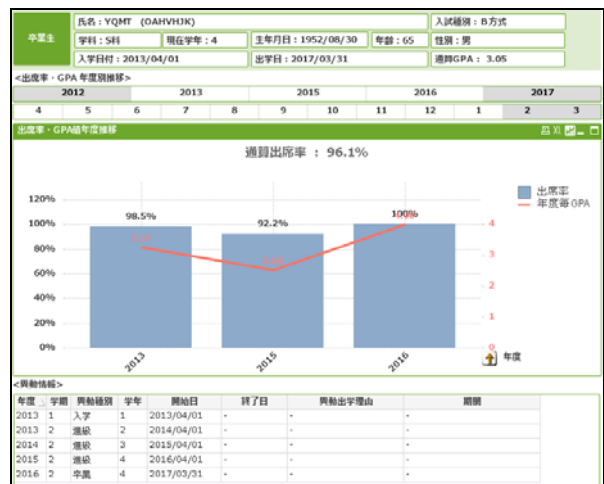 卒業生
氏名：YQMT (OAHVHJK)
入試種別：B方式
学科：S科
現在学年：4
生年月日：1952/08/30
年齢：65
性別：男
入学日付：2013/04/01
出学日：2017/03/31
通算GPA：3.05
<出席率・GPA 年度別推移>
2012 2013 2015 2016 2017
4 5 6 7 8 9 10 11 12 1 2 3
出席率・GPA値年度推移
XL
通算出席率 ： 96.1%
出席率
年度毎GPA
120%
100%
80%
60%
40%
20%
0%
98.5%
92.2%
100%
4
3
2
1
0
2013
2015
2016
年度
<異動情報>
年度 学期 異動種別 学年 開始日 終了日 異動出学理由 期間
2013 1 入学 1 2013/04/01 - - -
2013 2 進級 2 2014/04/01 - - -
2014 2 進級 3 2015/04/01 - - -
2015 2 進級 4 2016/04/01 - - -
2016 2 卒業 4 2017/03/31 - - -